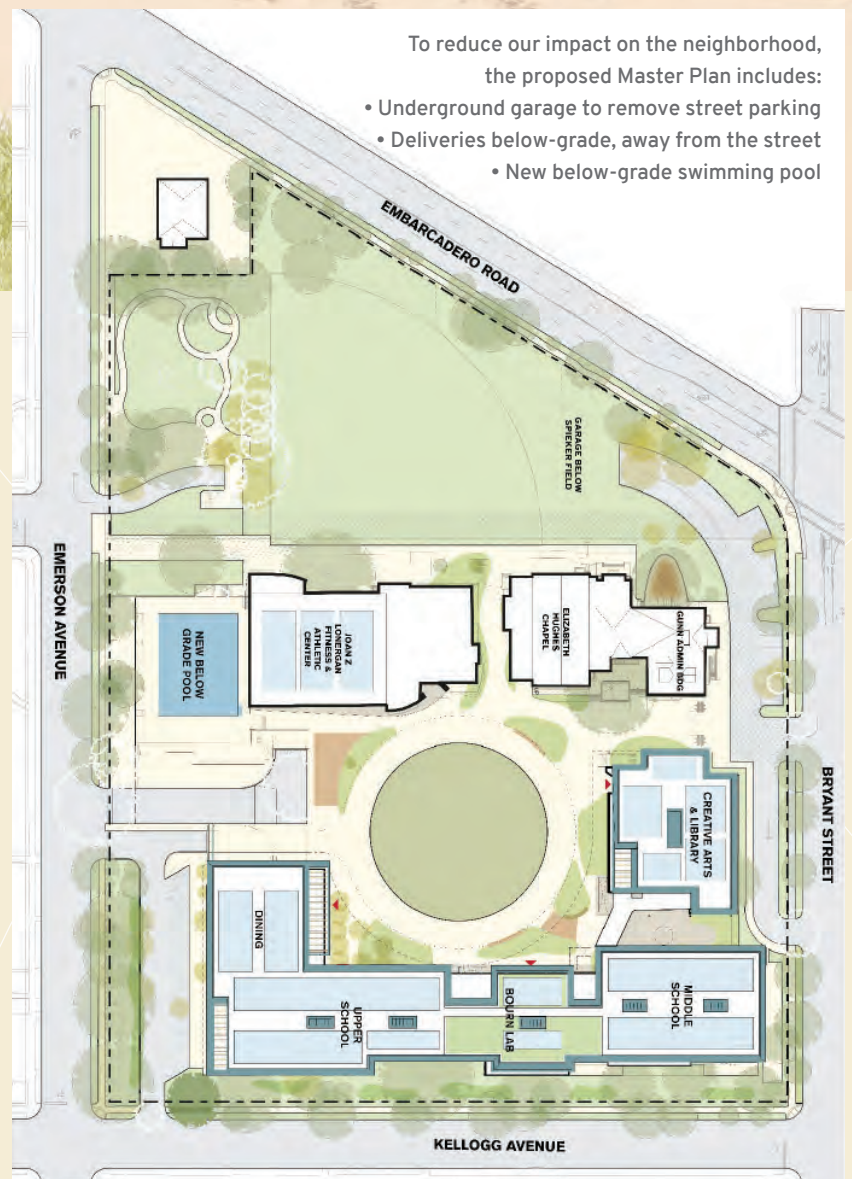 To reduce our impact on the neighborhood,
the proposed Master Plan includes:
• Underground garage to remove street parking
• Deliveries below-grade, away from the street
• New below-grade swimming pool
EMBARCADERO ROAD
GARAGE BELOW
SPIEKER FIELD
EMERSON AVENUE
NEW BELOW
GRADE POOL
JOAN Z
LONERGAN
FITNESS &
ATHLETIC
CENTER
ELIZABETH
HUGHES
CHAPEL
GUNN ADMIN BDG
BRYANT STREET
CREATIVE ARTS
& LIBRARY
DINING
UPPER
SCHOOL
BOURN LAB
MIDDLE
SCHOOL
KELLOGG AVENUE